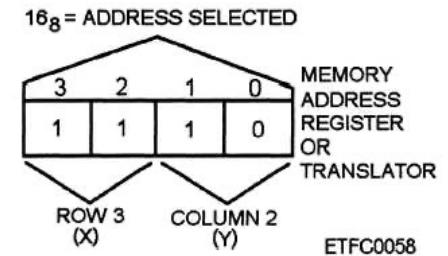 16₈ = ADDRESS SELECTED
3 2 1 0
1 1 1 0
MEMORY
ADDRESS
REGISTER
OR
TRANSLATOR
ROW 3
(X)
COLUMN 2
(Y)
ETFC0058